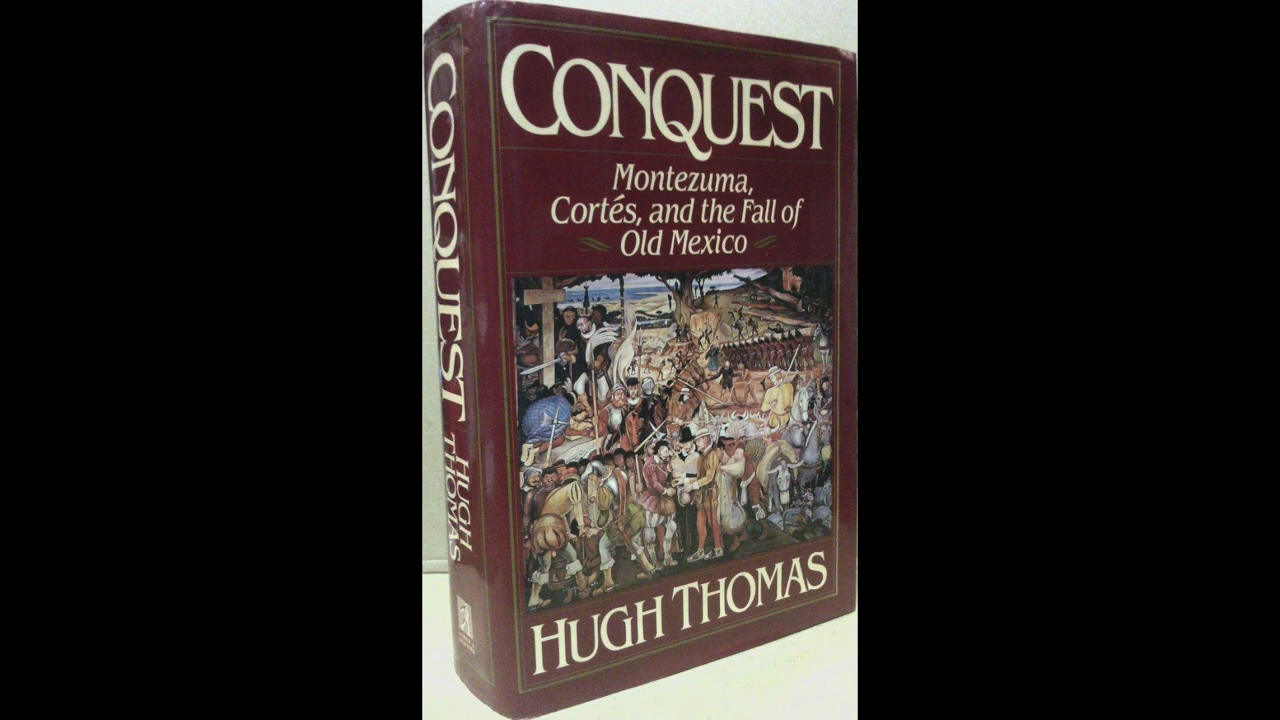 CONQUEST
Montezuma,
Cortés, and the Fall of
Old Mexico
HUGH THOMAS
CONQUEST
HUGH
THOMAS